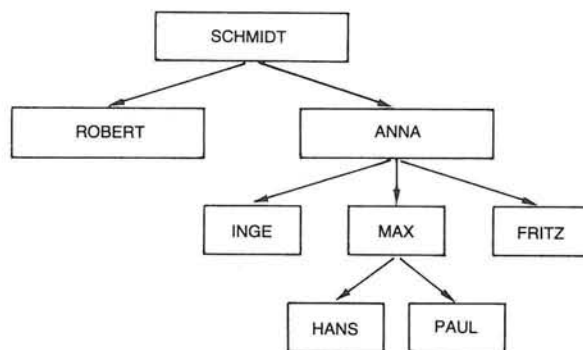 SCHMIDT
ROBERT
ANNA
INGE
MAX
FRITZ
HANS
PAUL